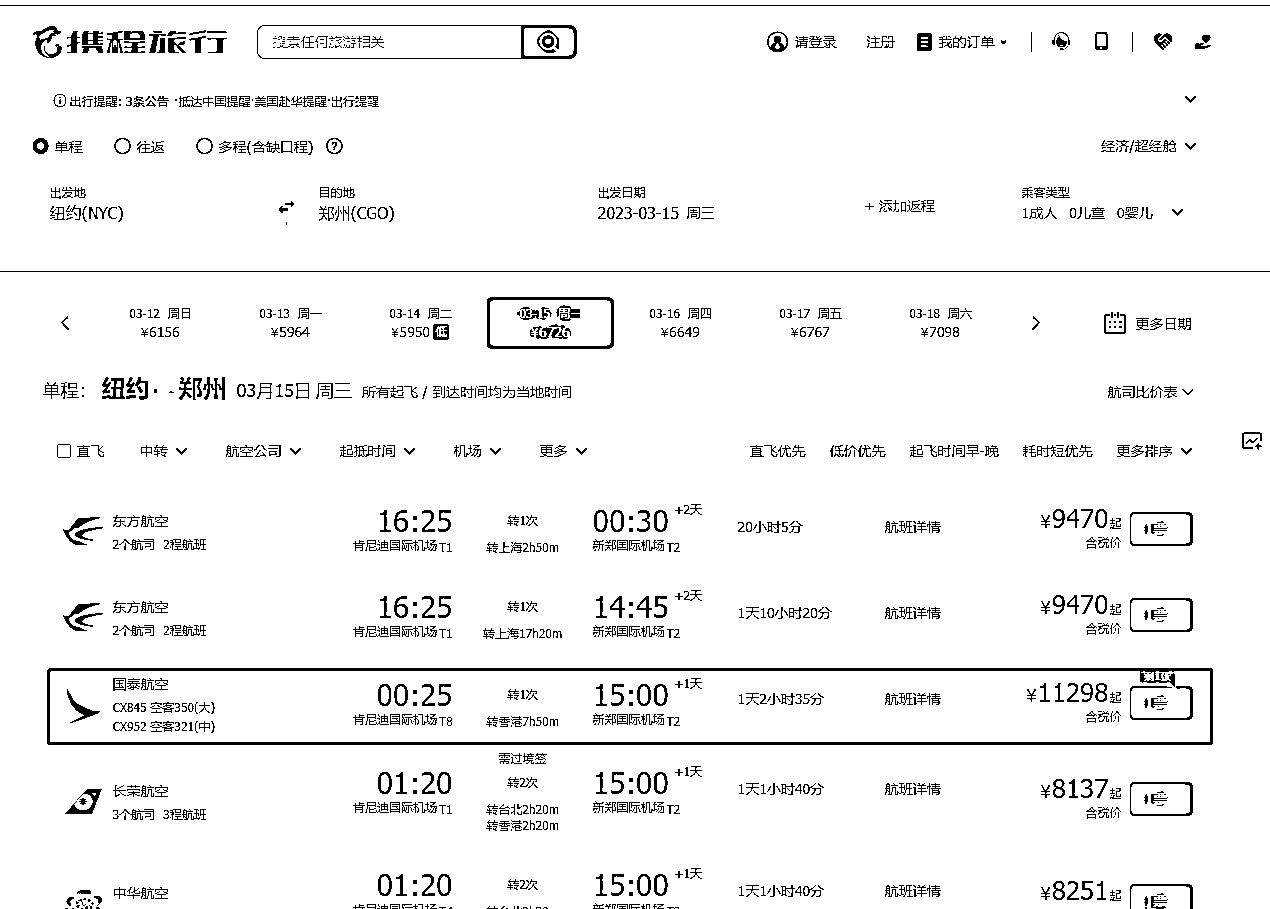 携程旅行
搜索任何旅游相关
请登录 注册 我的订单
出行提醒: 3条公告 ·抵达中国提醒·美国赴华提醒·出行提醒
单程 往返 多程(含缺口程)
经济/超经舱
出发地 目的地 出发日期 乘客类型
纽约(NYC) 郑州(CGO) 2023-03-15 周三 + 添加返程 1成人 0儿童 0婴儿
03-12 周日 03-13 周一 03-14 周二 03-15 周三 03-16 周四 03-17 周五 03-18 周六
¥6156 ¥5964 ¥5950 低 ¥6726 ¥6649 ¥6767 ¥7098
更多日期
单程: 纽约 - 郑州 03月15日 周三 所有起飞 / 到达时间均为当地时间
航司比价表
直飞 中转 航空公司 起抵时间 机场 更多 直飞优先 低价优先 起飞时间早-晚 耗时短优先 更多排序
东方航空 16:25 转1次 00:30 +2天 20小时5分 航班详情 ¥9470起
2个航司 2程航班 肯尼迪国际机场T1 转上海2h50m 新郑国际机场T2 含税价
东方航空 16:25 转1次 14:45 +2天 1天10小时20分 航班详情 ¥9470起
2个航司 2程航班 肯尼迪国际机场T1 转上海17h20m 新郑国际机场T2 含税价
国泰航空 00:25 转1次 15:00 +1天 1天2小时35分 航班详情 ¥11298起
CX845 空客350(大) 肯尼迪国际机场T8 转香港7h50m 新郑国际机场T2 含税价
CX952 空客321(中)
需过境签
长荣航空 01:20 转2次 15:00 +1天 1天1小时40分 航班详情 ¥8137起
2个航司 3程航班 肯尼迪国际机场T1 转台北2h20m 新郑国际机场T2 含税价
转香港2h20m
中华航空 01:20 转2次 15:00 +1天 1天1小时40分 航班详情 ¥8251起